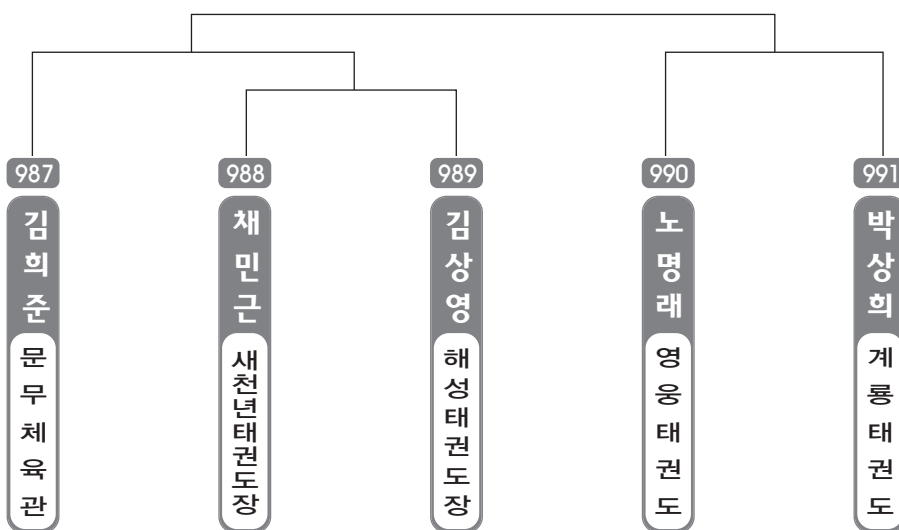 987
김희준
문무체육관
988
채민근
새천년태권도장
989
김상영
해성태권도장
990
노명래
영웅태권도
991
박상희
계룡태권도